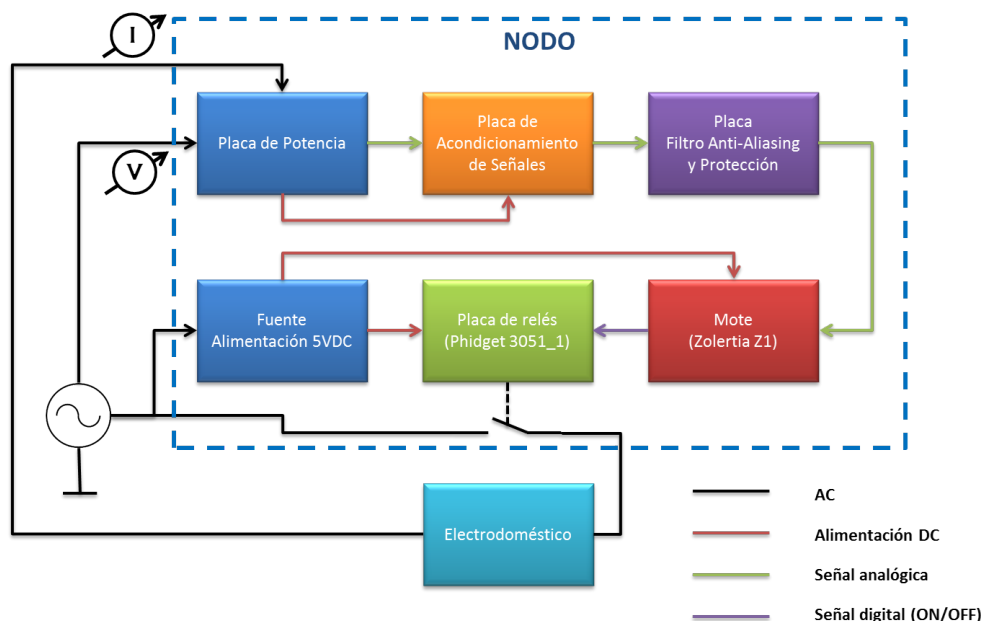 I
NODO
Placa de Potencia
Placa de
Acondicionamiento
de Señales
Placa
Filtro Anti-Aliasing
y Protección
V
Fuente
Alimentación 5VDC
Placa de relés
(Phidget 3051_1)
Mote
(Zolertia Z1)
Electrodoméstico
AC
Alimentación DC
Señal analógica
Señal digital (ON/OFF)